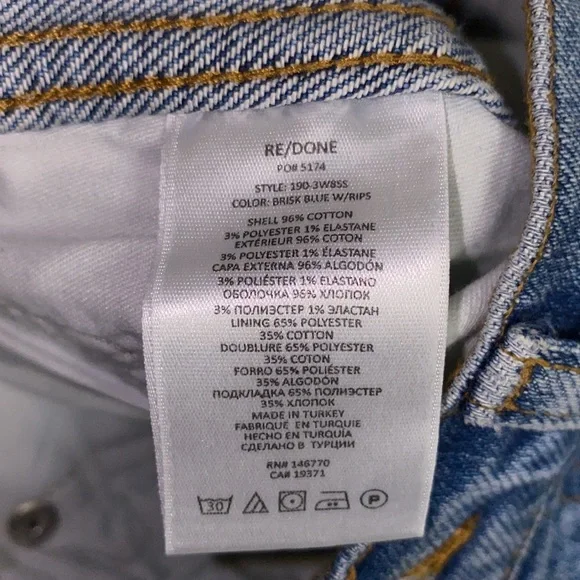 RE/DONE
PO# 5174
STYLE: 190-3W8SS
COLOR: BRISK BLUE W/RIPS
SHELL 96% COTTON
3% POLYESTER 1% ELASTANE
EXTÉRIEUR 96% COTON
3% POLYESTER 1% ELASTANE
CAPA EXTERNA 96% ALGODÓN
3% POLIÉSTER 1% ELASTANO
ОБОЛОЧКА 96% ХЛОПОК
3% ПОЛИЭСТЕР 1% ЭЛАСТАН
LINING 65% POLYESTER
35% COTTON
DOUBLURE 65% POLYESTER
35% COTON
FORRO 65% POLIÉSTER
35% ALGODÓN
ПОДКЛАДКА 65% ПОЛИЭСТЕР
35% ХЛОПОК
MADE IN TURKEY
FABRIQUÉ EN TURQUIE
HECHO EN TURQUÍA
СДЕЛАНО В ТУРЦИИ
RN# 146770
CA# 19371
30 P